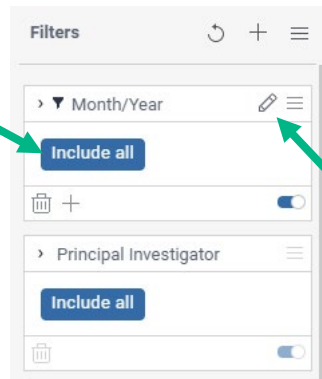 Filters
Month/Year
Include all
Principal Investigator
Include all